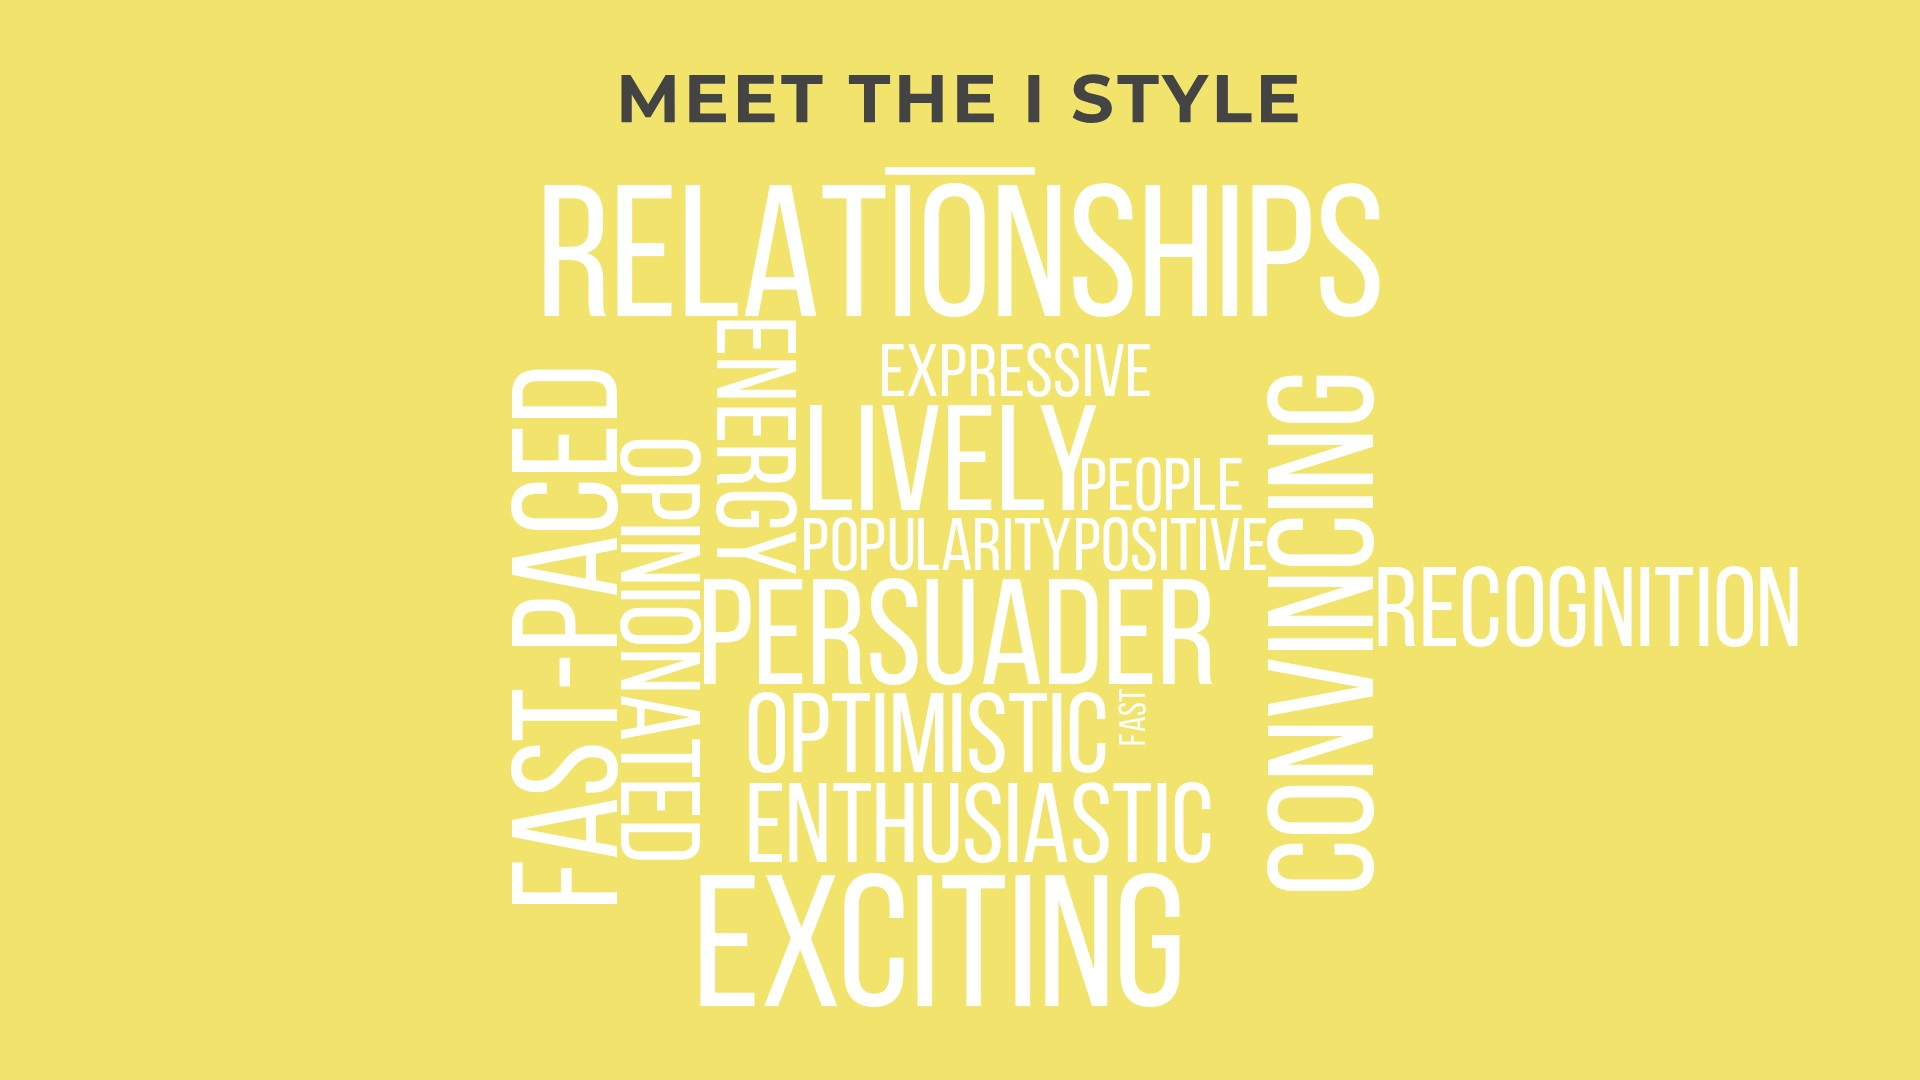 MEET THE I STYLE
RELATIONSHIPS
ENERGY
EXPRESSIVE
FAST-PACED
CONVINCING
LIVELY
OPINIONATED
PEOPLE
POPULARITY
POSITIVE
RECOGNITION
PERSUADER
OPTIMISTIC
FAST
ENTHUSIASTIC
EXCITING